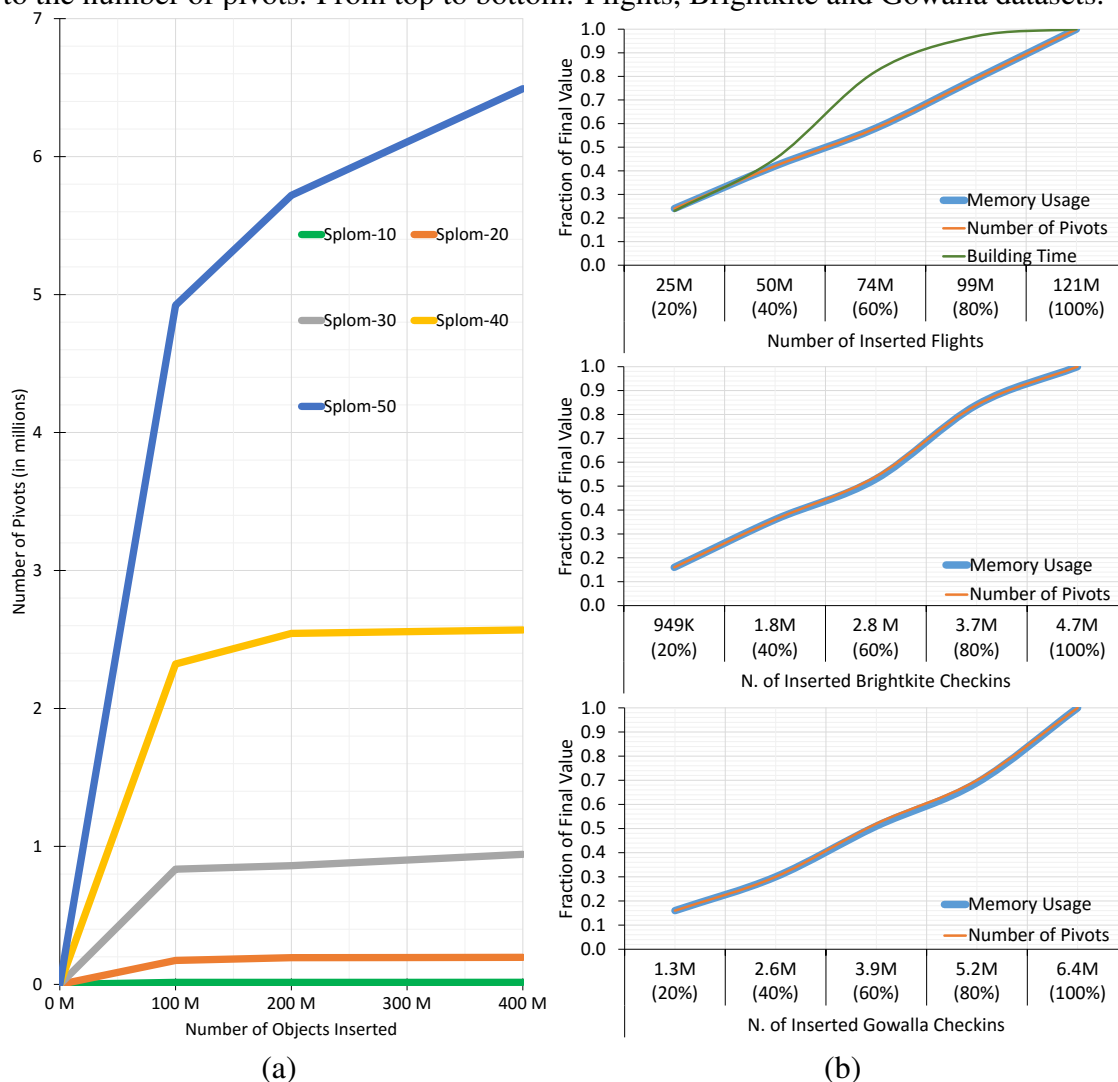 to the number of pivots. From top to bottom: Flights, Brightkite and Gowalla datasets.
7
6
5
4
3
2
1
0
Number of Pivots (in millions)
Splom-10 Splom-20
Splom-30 Splom-40
Splom-50
0 M 100 M 200 M 300 M 400 M
Number of Objects Inserted
(a)
1.0
0.9
0.8
0.7
0.6
0.5
0.4
0.3
0.2
0.1
0.0
Fraction of Final Value
Memory Usage
Number of Pivots
Building Time
25M 50M 74M 99M 121M
(20%) (40%) (60%) (80%) (100%)
Number of Inserted Flights
1.0
0.9
0.8
0.7
0.6
0.5
0.4
0.3
0.2
0.1
0.0
Fraction of Final Value
Memory Usage
Number of Pivots
949K 1.8M 2.8 M 3.7M 4.7M
(20%) (40%) (60%) (80%) (100%)
N. of Inserted Brightkite Checkins
1.0
0.9
0.8
0.7
0.6
0.5
0.4
0.3
0.2
0.1
0.0
Fraction of Final Value
Memory Usage
Number of Pivots
1.3M 2.6M 3.9M 5.2M 6.4M
(20%) (40%) (60%) (80%) (100%)
N. of Inserted Gowalla Checkins
(b)